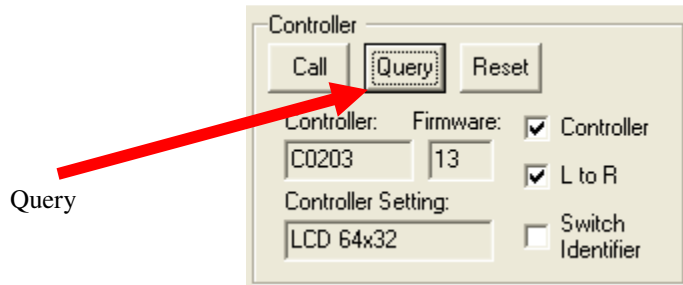 Controller
Call Query Reset
Controller: Firmware:
Controller
C0203 13
L to R
Query
Controller Setting:
LCD 64x32
Switch
Identifier